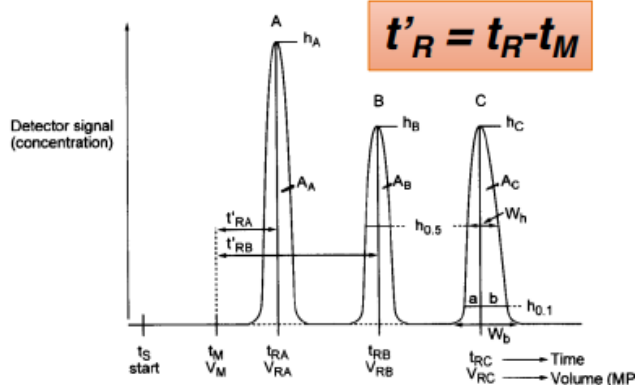 t'R = tR-tM
A
hA
B
C
hB
hC
Detector signal
(concentration)
AA
AB
AC
Wh
t'RA
h0.5
t'RB
a
b
h0.1
Wb
tS
start
tM
VM
tRA
VRA
tRB
VRB
tRC
VRC
Time
Volume (MP